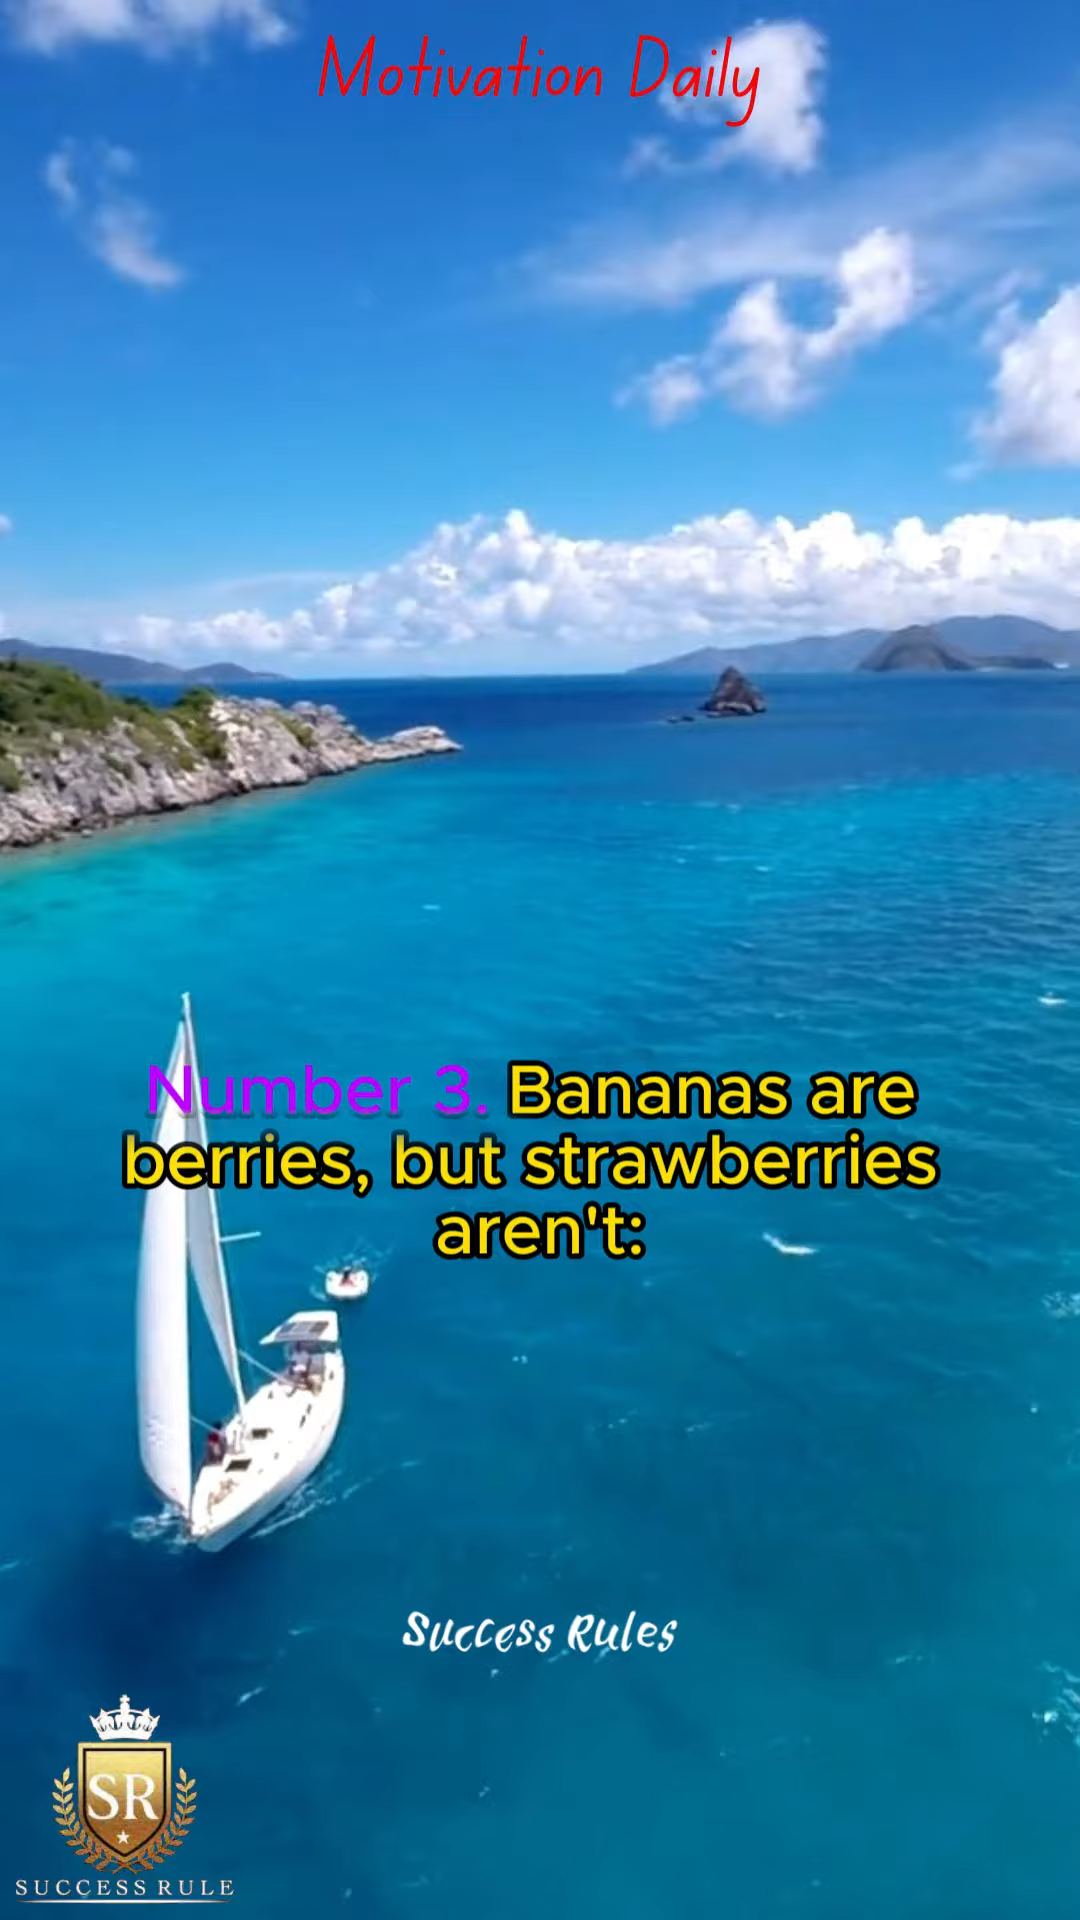 Motivation Daily
Number 3. Bananas are
berries, but strawberries
aren't:
Success Rules
SR
SUCCESS RULE